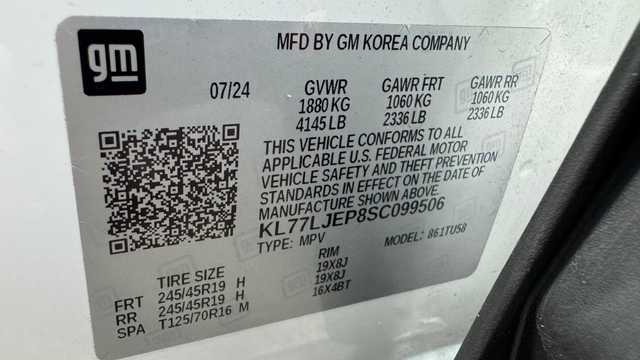 gm
MFD BY GM KOREA COMPANY
07/24 GVWR GAWR FRT GAWR RR
1880 KG 1060 KG 1060 KG
4145 LB 2336 LB 2336 LB
THIS VEHICLE CONFORMS TO ALL
APPLICABLE U.S. FEDERAL MOTOR
VEHICLE SAFETY AND THEFT PREVENTION
STANDARDS IN EFFECT ON THE DATE OF
MANUFACTURE SHOWN ABOVE.
KL77LJEP8SC099506
TYPE: MPV MODEL: 861TU58
TIRE SIZE RIM
FRT 245/45R19 H 19X8J
RR 245/45R19 H 19X8J
SPA T125/70R16 M 16X4BT